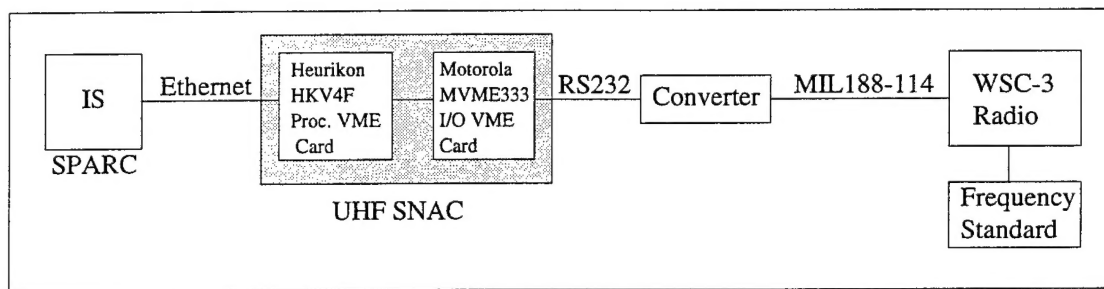 IS
SPARC
Ethernet
Heurikon
HKV4F
Proc. VME
Card
Motorola
MVME333
I/O VME
Card
UHF SNAC
RS232
Converter
MIL188-114
WSC-3
Radio
Frequency
Standard